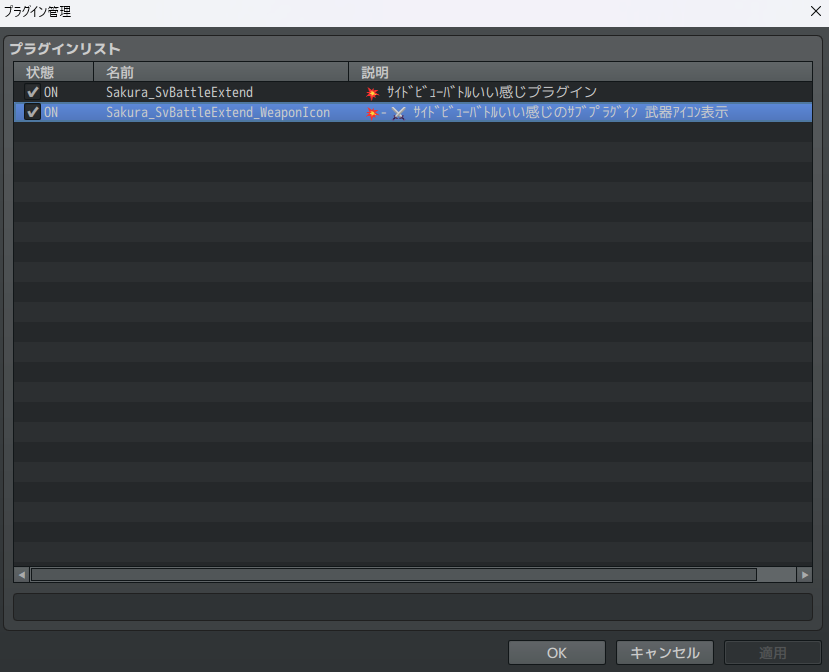 プラグイン管理
プラグインリスト
状態 名前 説明
ON Sakura_SvBattleExtend ｻｲﾄﾞﾋﾞｭｰﾊﾞﾄﾙいい感じプラグイン
ON Sakura_SvBattleExtend_WeaponIcon - ｻｲﾄﾞﾋﾞｭｰﾊﾞﾄﾙいい感じのｻﾌﾞﾌﾟﾗｸﾞｲﾝ 武器ｱｲｺﾝ表示
OK キャンセル 適用